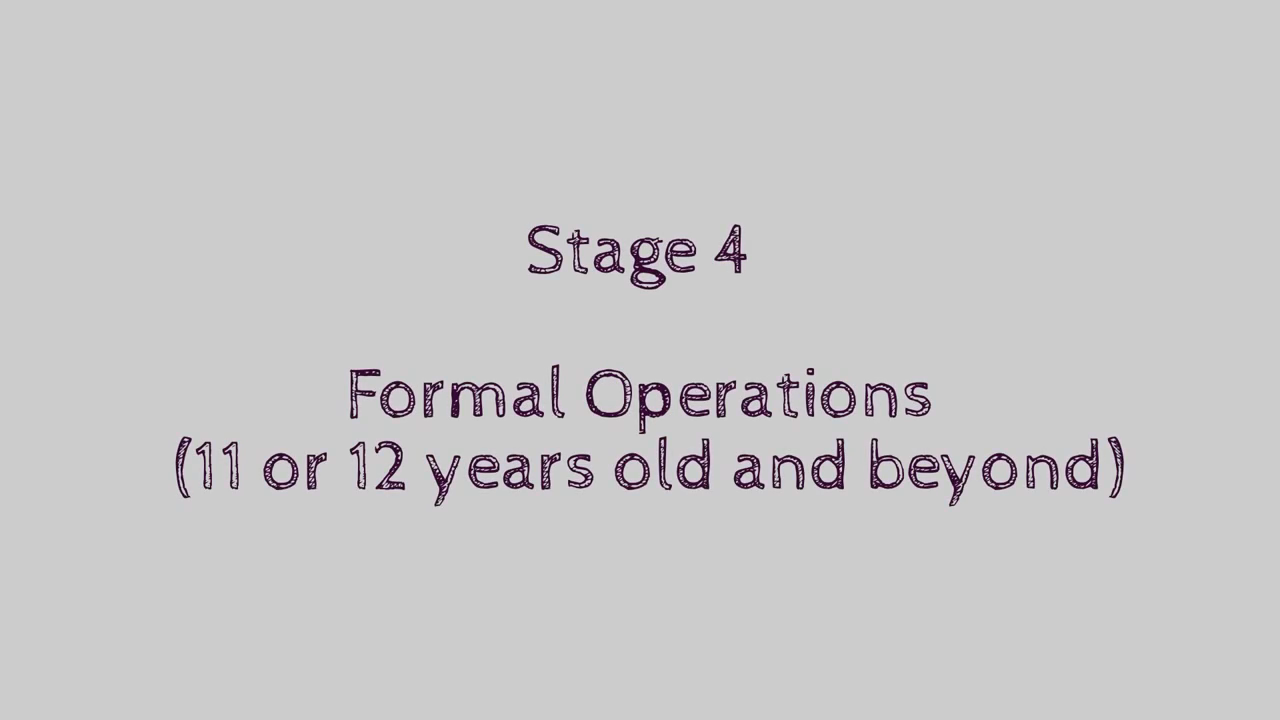 Stage 4
Formal Operations
(11 or 12 years old and beyond)